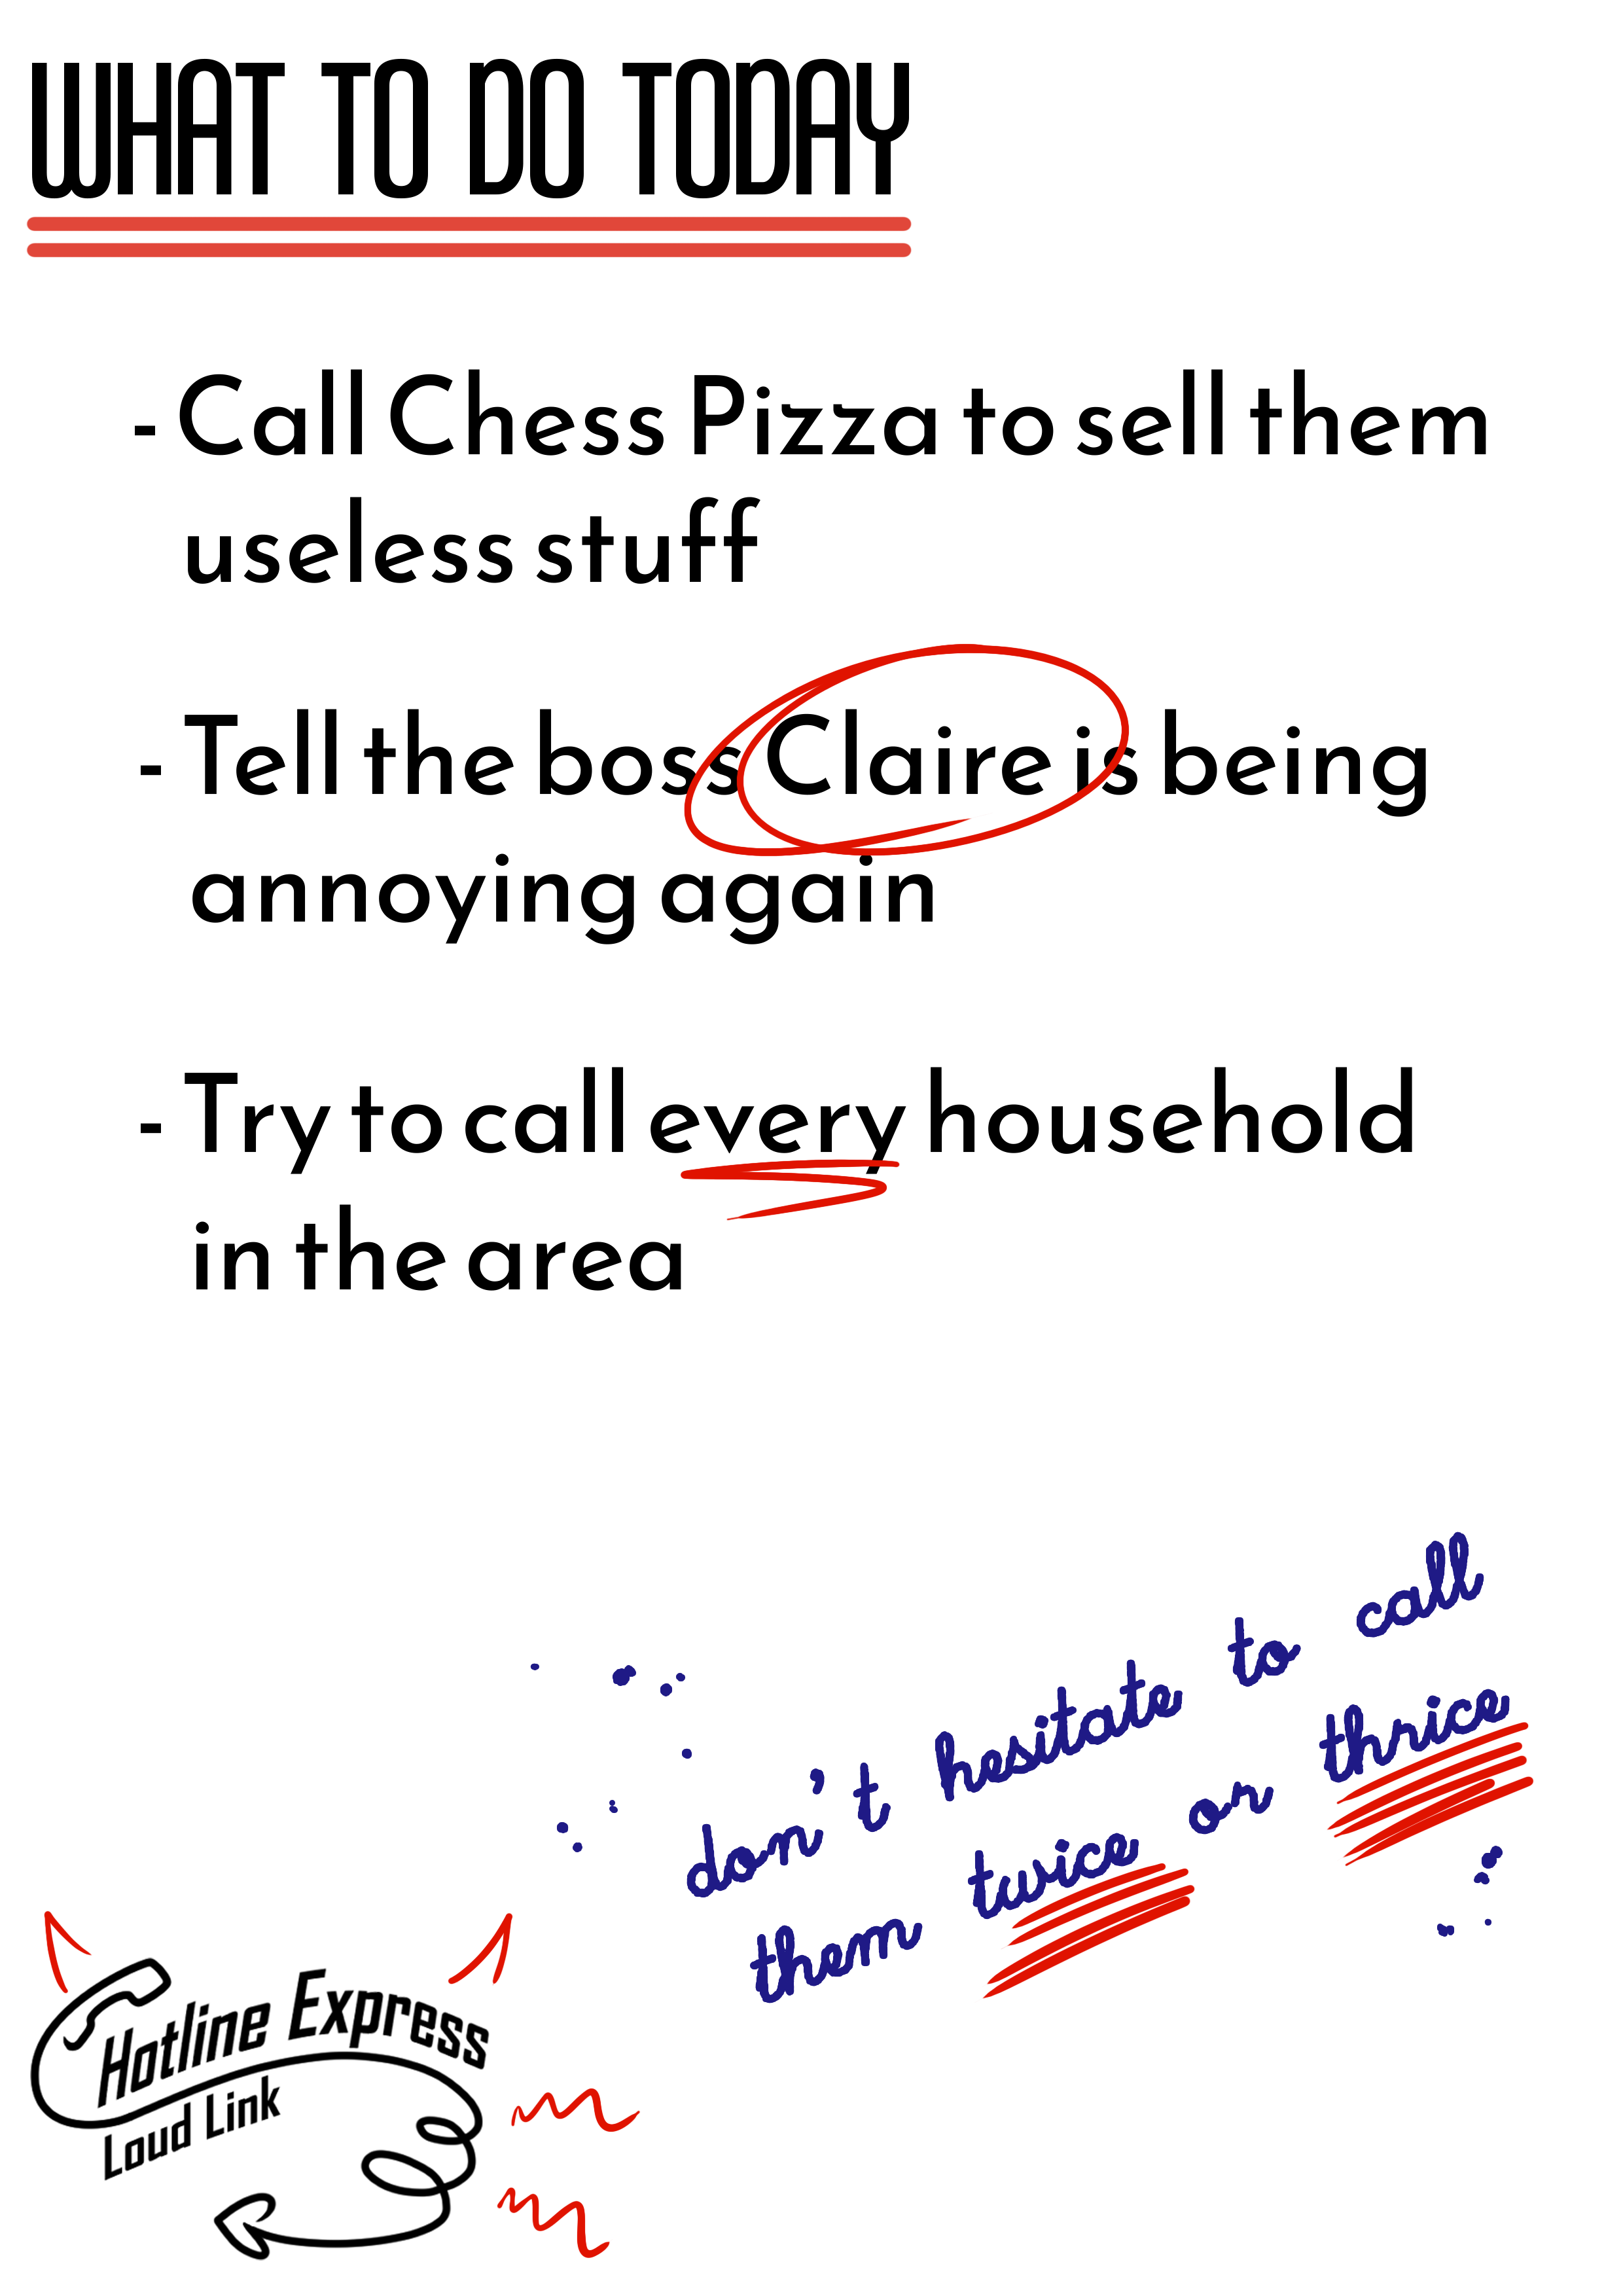 WHAT TO DO TODAY
- Call Chess Pizza to sell them
useless stuff
- Tell the boss Claire is being
annoying again
- Try to call every household
in the area
don't hesitate to call
them twice or thrice
Hotline Express
Loud Link